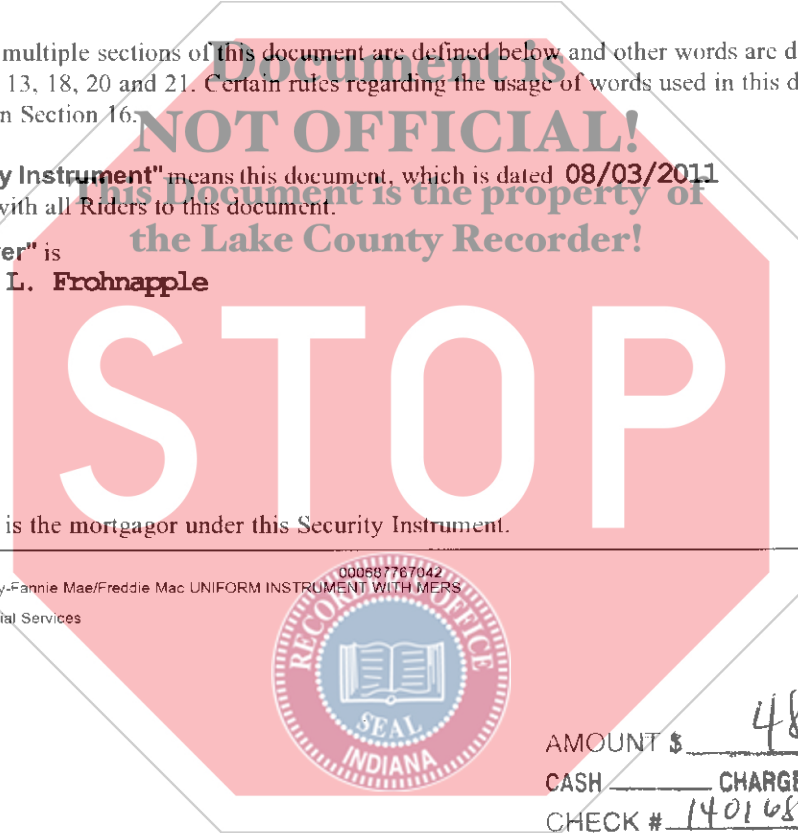 multiple sections of this document are defined below and other words are d
13, 18, 20 and 21. Certain rules regarding the usage of words used in this d
n Section 16.
Document is
NOT OFFICIAL!
This Document is the property of
the Lake County Recorder!
y Instrument" means this document, which is dated 08/03/2011
with all Riders to this document.
er" is
L. Frohnapple
STOP
is the mortgagor under this Security Instrument.
000687767042
y-Fannie Mae/Freddie Mac UNIFORM INSTRUMENT WITH MERS
ial Services
RECORDER'S OFFICE
SEAL
INDIANA
AMOUNT $ 48
CASH CHARGE
CHECK # 140168